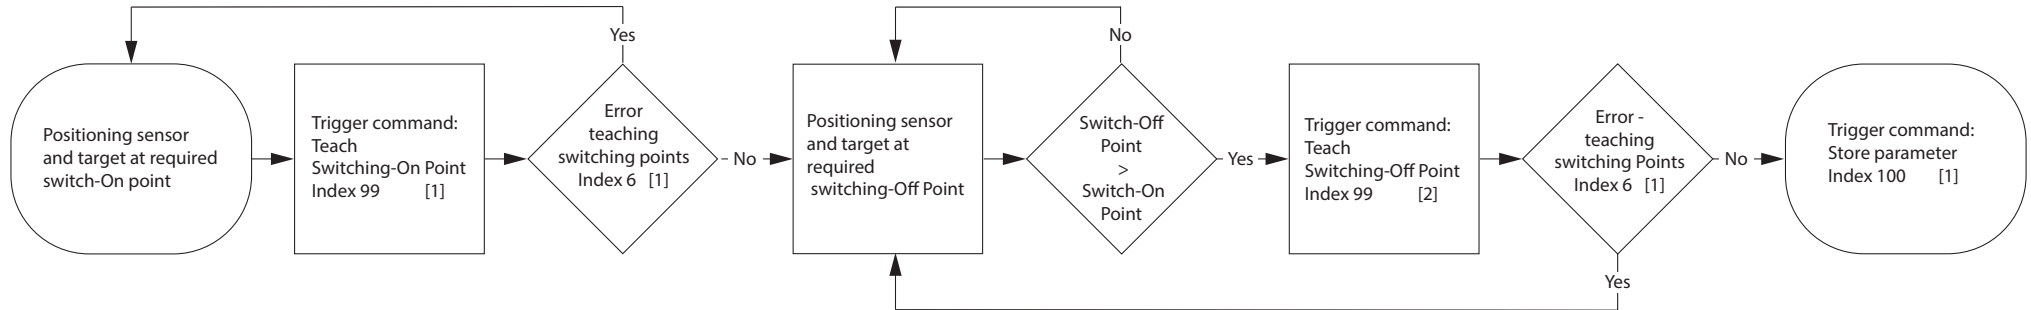 Positioning sensor
and target at required
switch-On point
Trigger command:
Teach
Switching-On Point
Index 99 [1]
Yes
Error
teaching
switching points
Index 6 [1]
No
Positioning sensor
and target at
required
switching-Off Point
No
Switch-Off
Point
>
Switch-On
Point
Yes
Trigger command:
Teach
Switching-Off Point
Index 99 [2]
Error -
teaching
switching Points
Index 6 [1]
Yes
No
Trigger command:
Store parameter
Index 100 [1]